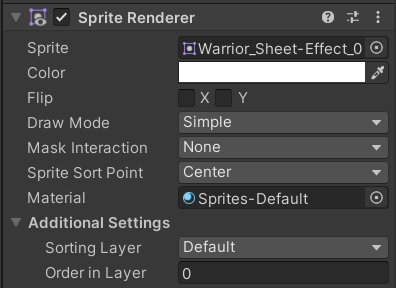 Sprite Renderer
Sprite Warrior_Sheet-Effect_0
Color
Flip X Y
Draw Mode Simple
Mask Interaction None
Sprite Sort Point Center
Material Sprites-Default
Additional Settings
Sorting Layer Default
Order in Layer 0